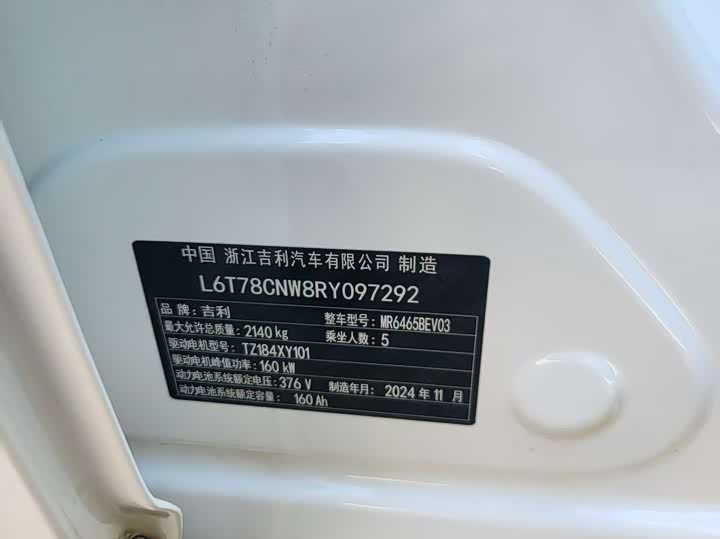 中国 浙江吉利汽车有限公司 制造
L6T78CNW8RY097292
品牌：吉利 整车型号：MR6465BEV03
最大允许总质量：2140 kg 乘坐人数：5
驱动电机型号：TZ184XY101
驱动电机峰值功率：160 kW
动力电池系统额定电压：376 V 制造年月：2024 年 11 月
动力电池系统额定容量：160 Ah